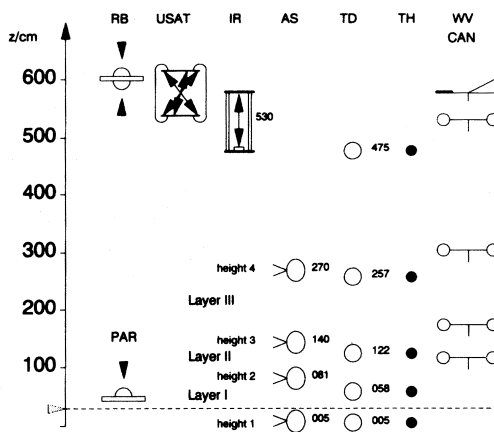 RB USAT IR AS TD TH WV
CAN
z/cm
600
530
500
475
400
300
height 4 270 257
Layer III
200
PAR
height 3 140 122
Layer II
100
height 2 081
Layer I 058
height 1 005 005